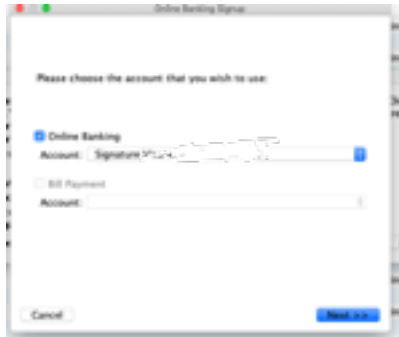 Online Banking Signup
Please choose the account that you wish to use:
Online Banking
Account: Signature
Bill Payment
Account:
Cancel
Next >>